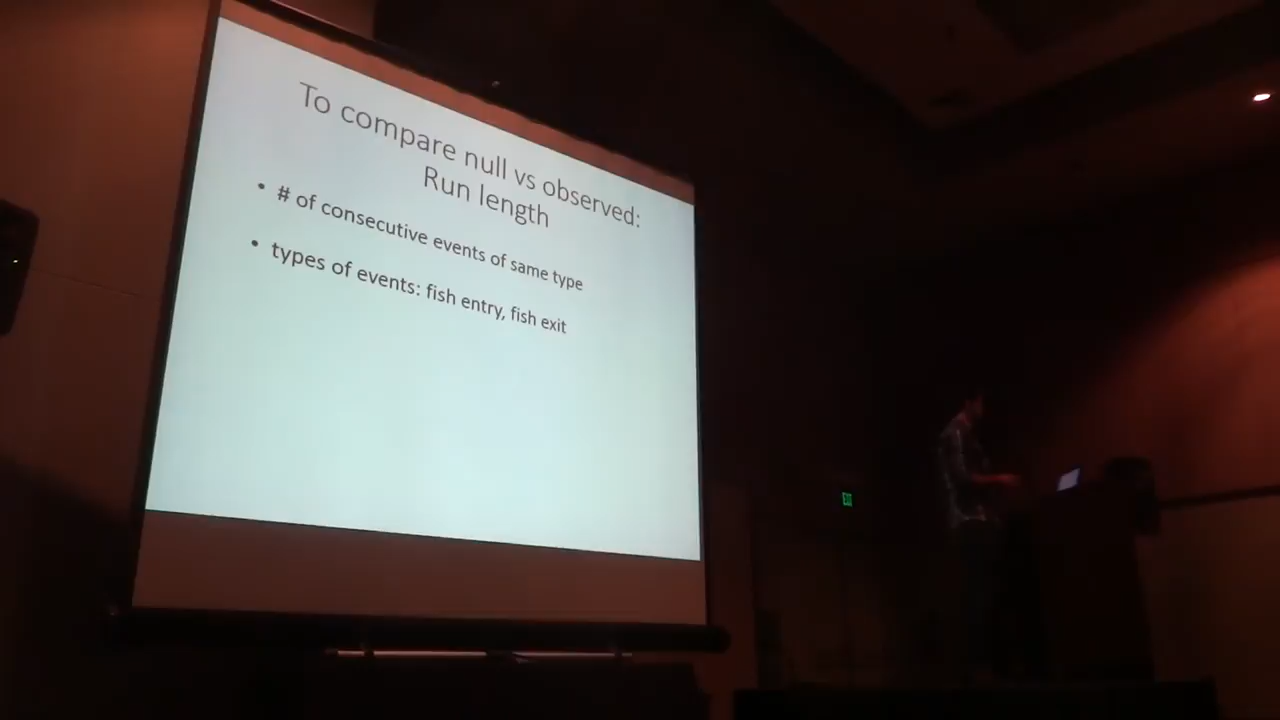 To compare null vs observed:
Run length
• # of consecutive events of same type
• types of events: fish entry, fish exit
EXIT